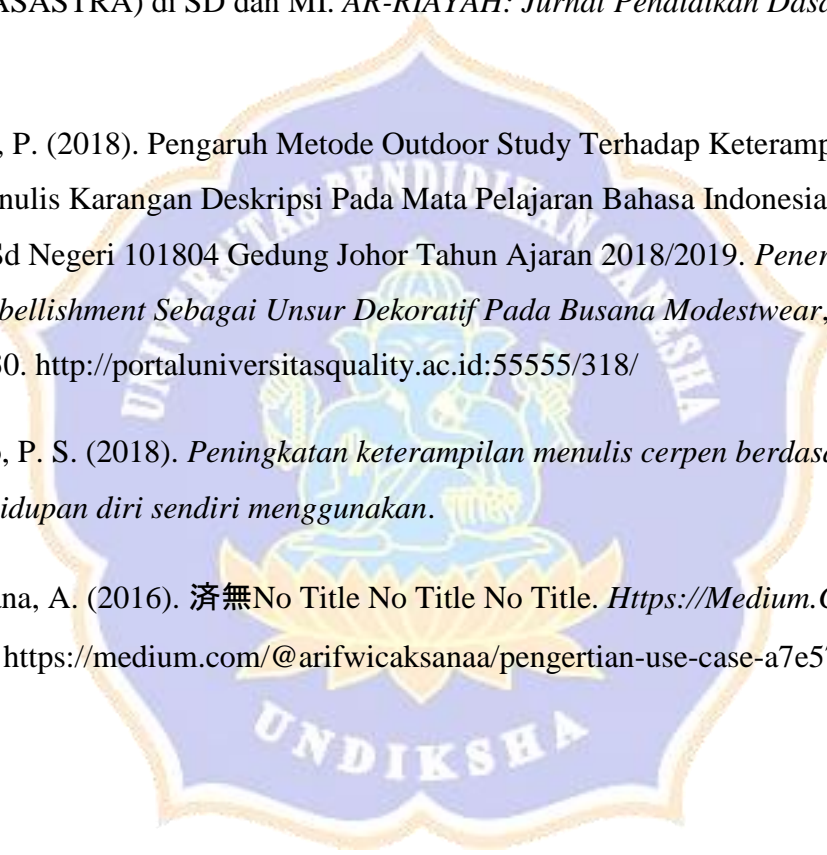 ASASTRA) di SD dan MI. AR-RIAYAH: Jurnal Pendidikan Dasa
, P. (2018). Pengaruh Metode Outdoor Study Terhadap Keteramp
nulis Karangan Deskripsi Pada Mata Pelajaran Bahasa Indonesia
Sd Negeri 101804 Gedung Johor Tahun Ajaran 2018/2019. Pener
bellishment Sebagai Unsur Dekoratif Pada Busana Modestwear,
30. http://portaluniversitasquality.ac.id:55555/318/
, P. S. (2018). Peningkatan keterampilan menulis cerpen berdasa
idupan diri sendiri menggunakan.
ana, A. (2016). 済無No Title No Title No Title. Https://Medium.C
https://medium.com/@arifwicaksanaa/pengertian-use-case-a7e57
UNIVERSITAS PENDIDIKAN GANESHA
UNDIKSHA